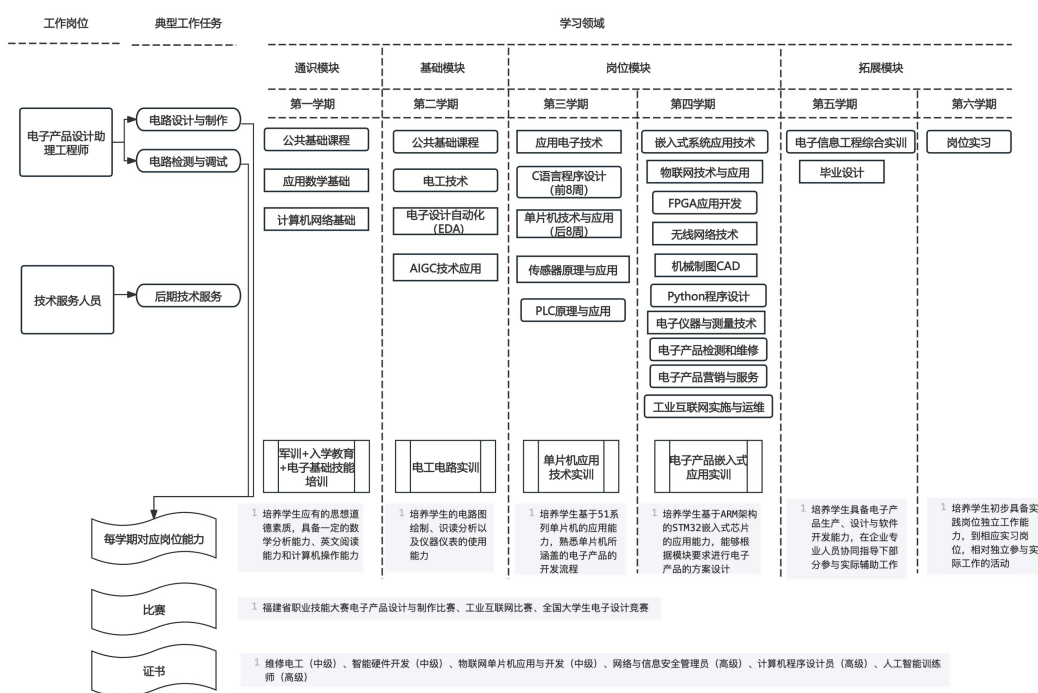 工作岗位
典型工作任务
学习领域
通识模块
基础模块
岗位模块
拓展模块
第一学期
第二学期
第三学期
第四学期
第五学期
第六学期
电子产品设计助
理工程师
电路设计与制作
电路检测与调试
技术服务人员
后期技术服务
公共基础课程
应用数学基础
计算机网络基础
公共基础课程
电工技术
电子设计自动化
(EDA)
AIGC技术应用
应用电子技术
C语言程序设计
(前8周)
单片机技术与应用
(后8周)
传感器原理与应用
PLC原理与应用
嵌入式系统应用技术
物联网技术与应用
FPGA应用开发
无线网络技术
机械制图CAD
Python程序设计
电子仪器与测量技术
电子产品检测和维修
电子产品营销与服务
工业互联网实施与运维
电子信息工程综合实训
毕业设计
岗位实习
军训+入学教育
+电子基础技能
培训
电工电路实训
单片机应用
技术实训
电子产品嵌入式
应用实训
每学期对应岗位能力
1 培养学生应有的思想道
德素质，具备一定的数
学分析能力、英文阅读
能力和计算机操作能力
1 培养学生的电路图
绘制、识读分析以
及仪器仪表的使用
能力
1 培养学生基于51系
列单片机的应用能
力，熟悉单片机所
涵盖的电子产品的
开发流程
1 培养学生基于ARM架构
的STM32嵌入式芯片
的应用能力，能够根
据模块要求进行电子
产品的方案设计
1 培养学生具备电子产
品生产、设计与软件
开发能力，在企业专
业人员协同指导下部
分参与实际辅助工作
1 培养学生初步具备实
践岗位独立工作能
力，到相应实习岗
位，相对独立参与实
际工作的活动
比赛
1 福建省职业技能大赛电子产品设计与制作比赛、工业互联网比赛、全国大学生电子设计竞赛
证书
1 维修电工（中级）、智能硬件开发（中级）、物联网单片机应用与开发（中级）、网络与信息安全管理员（高级）、计算机程序设计员（高级）、人工智能训练
师（高级）